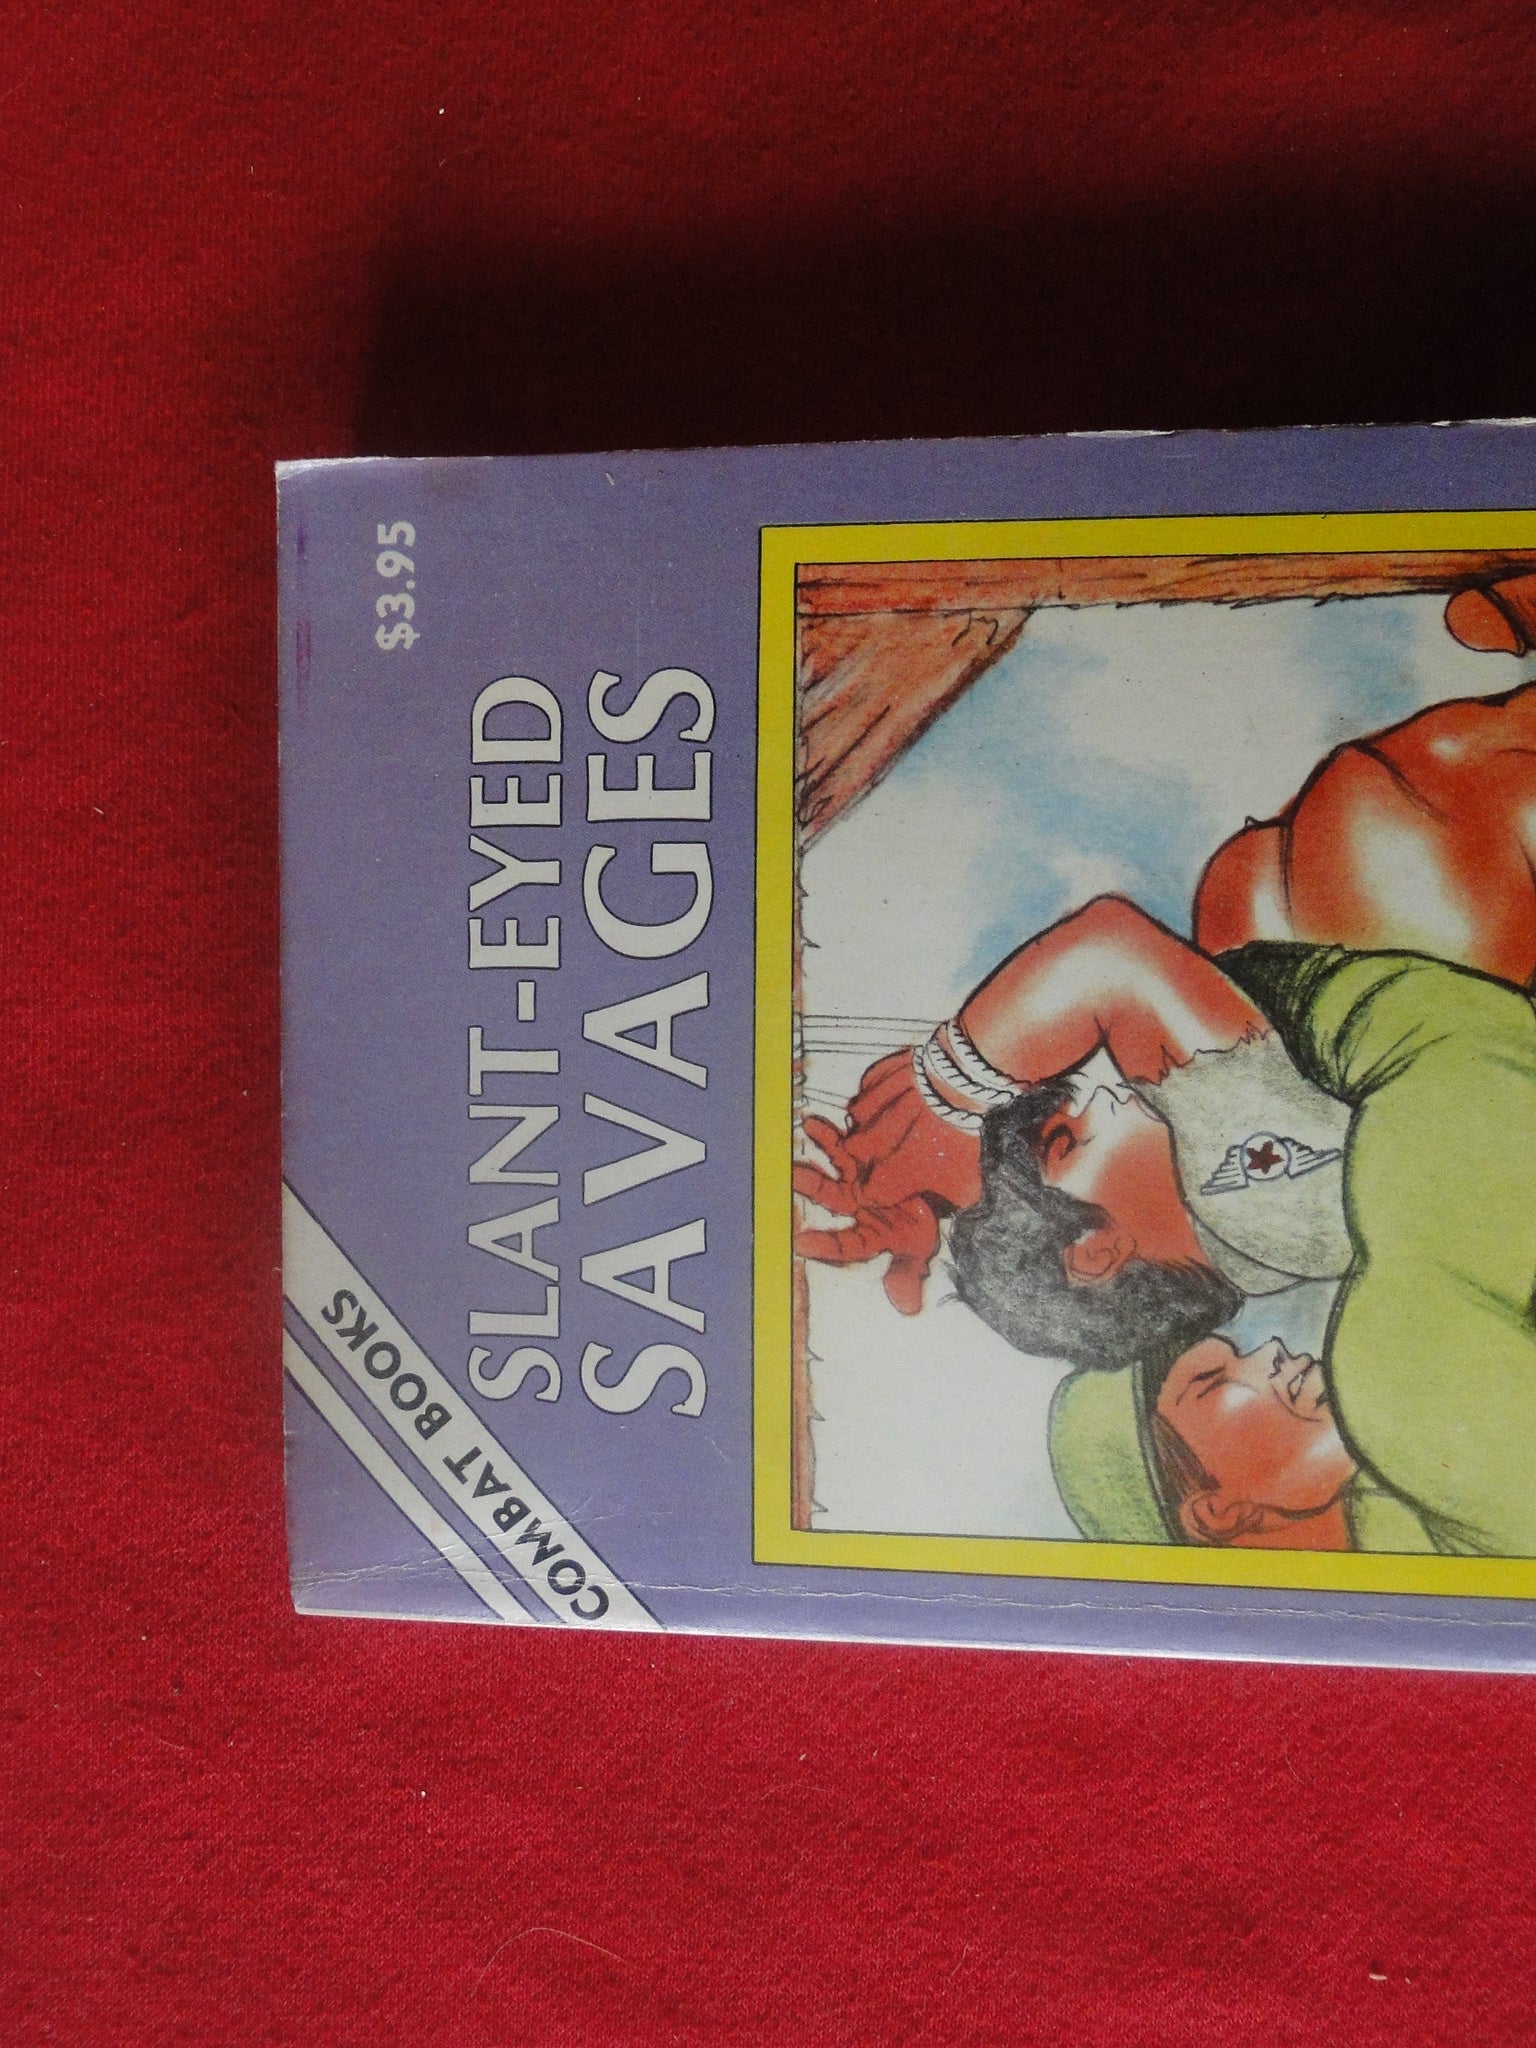 COMBAT BOOKS
$3.95
SLANT-EYED
SAVAGES